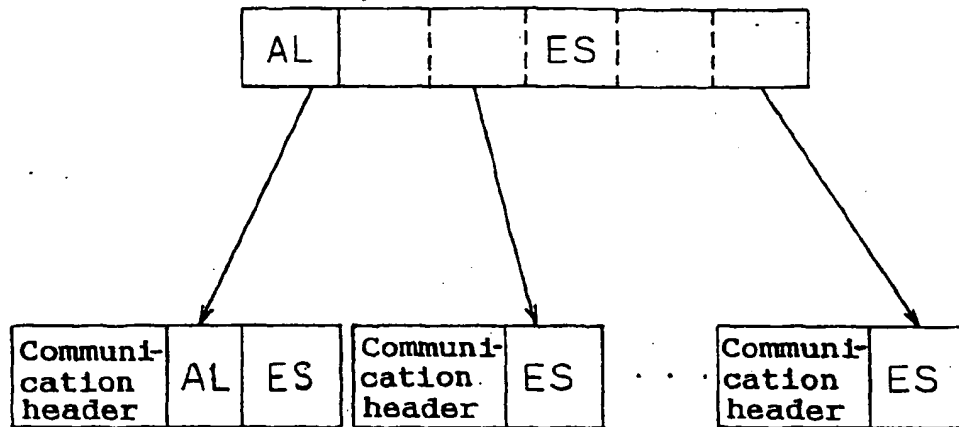 AL ES
Communi-
cation
header
AL ES
Communi-
cation
header
ES
. . .
Communi-
cation
header
ES